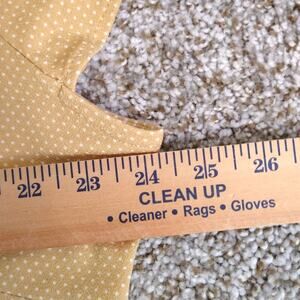 22 23 24 25 26
CLEAN UP
• Cleaner • Rags • Gloves